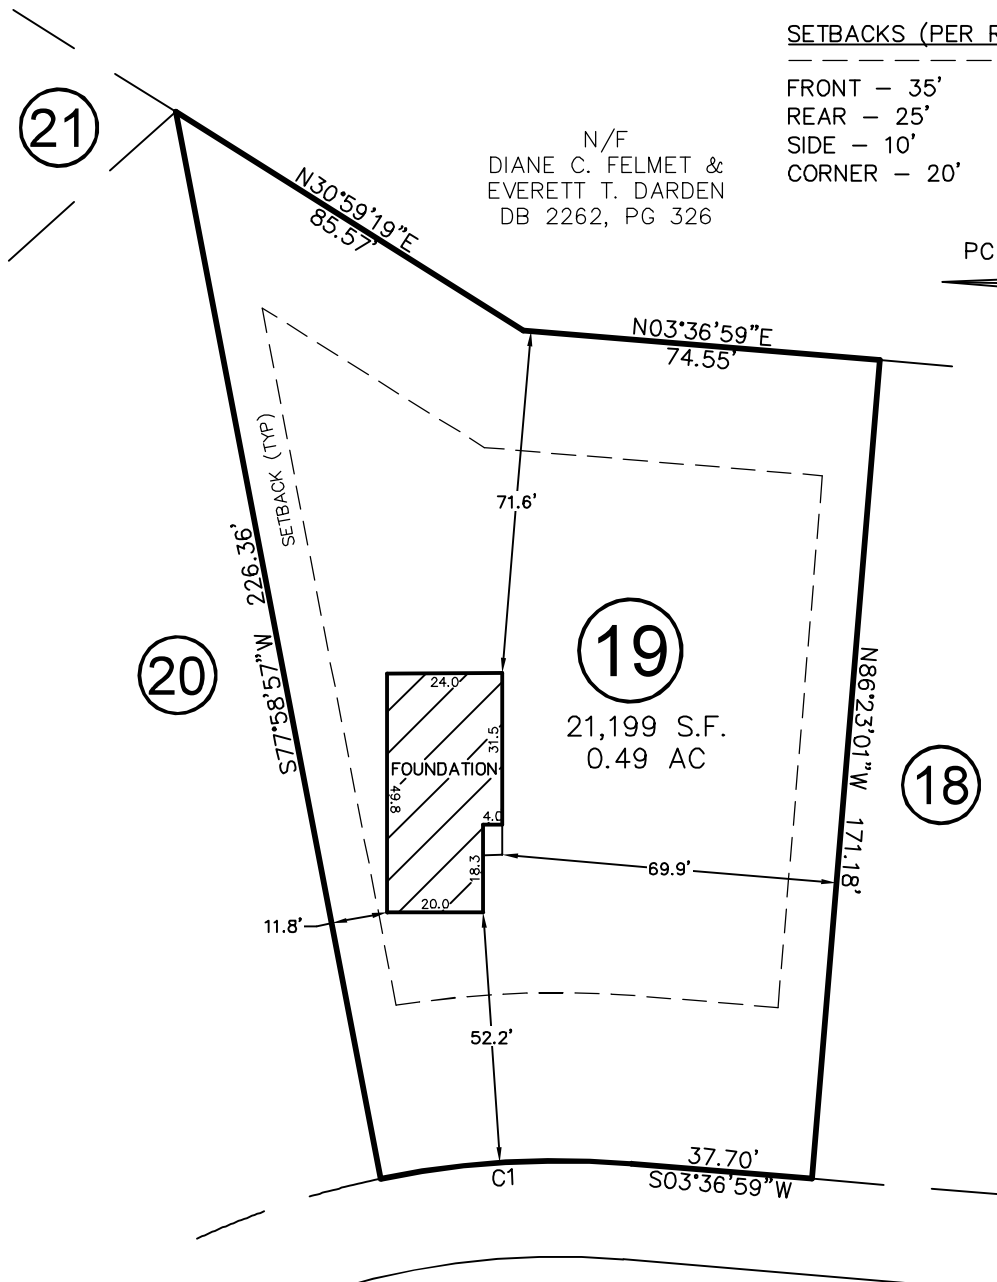 SETBACKS (PER
FRONT – 35'
REAR – 25'
SIDE – 10'
CORNER – 20'
21
N/F
DIANE C. FELMET &
EVERETT T. DARDEN
DB 2262, PG 326
PC
N30°59'19"E
85.57'
N03°36'59"E
74.55'
SETBACK (TYP)
71.6'
S77°58'57"W 226.36'
20
19
21,199 S.F.
0.49 AC
N86°23'01"W 171.18'
18
24.0
31.5
FOUNDATION
49.8
4.0
18.3
20.0
69.9'
11.8'
52.2'
C1
37.70'
S03°36'59"W